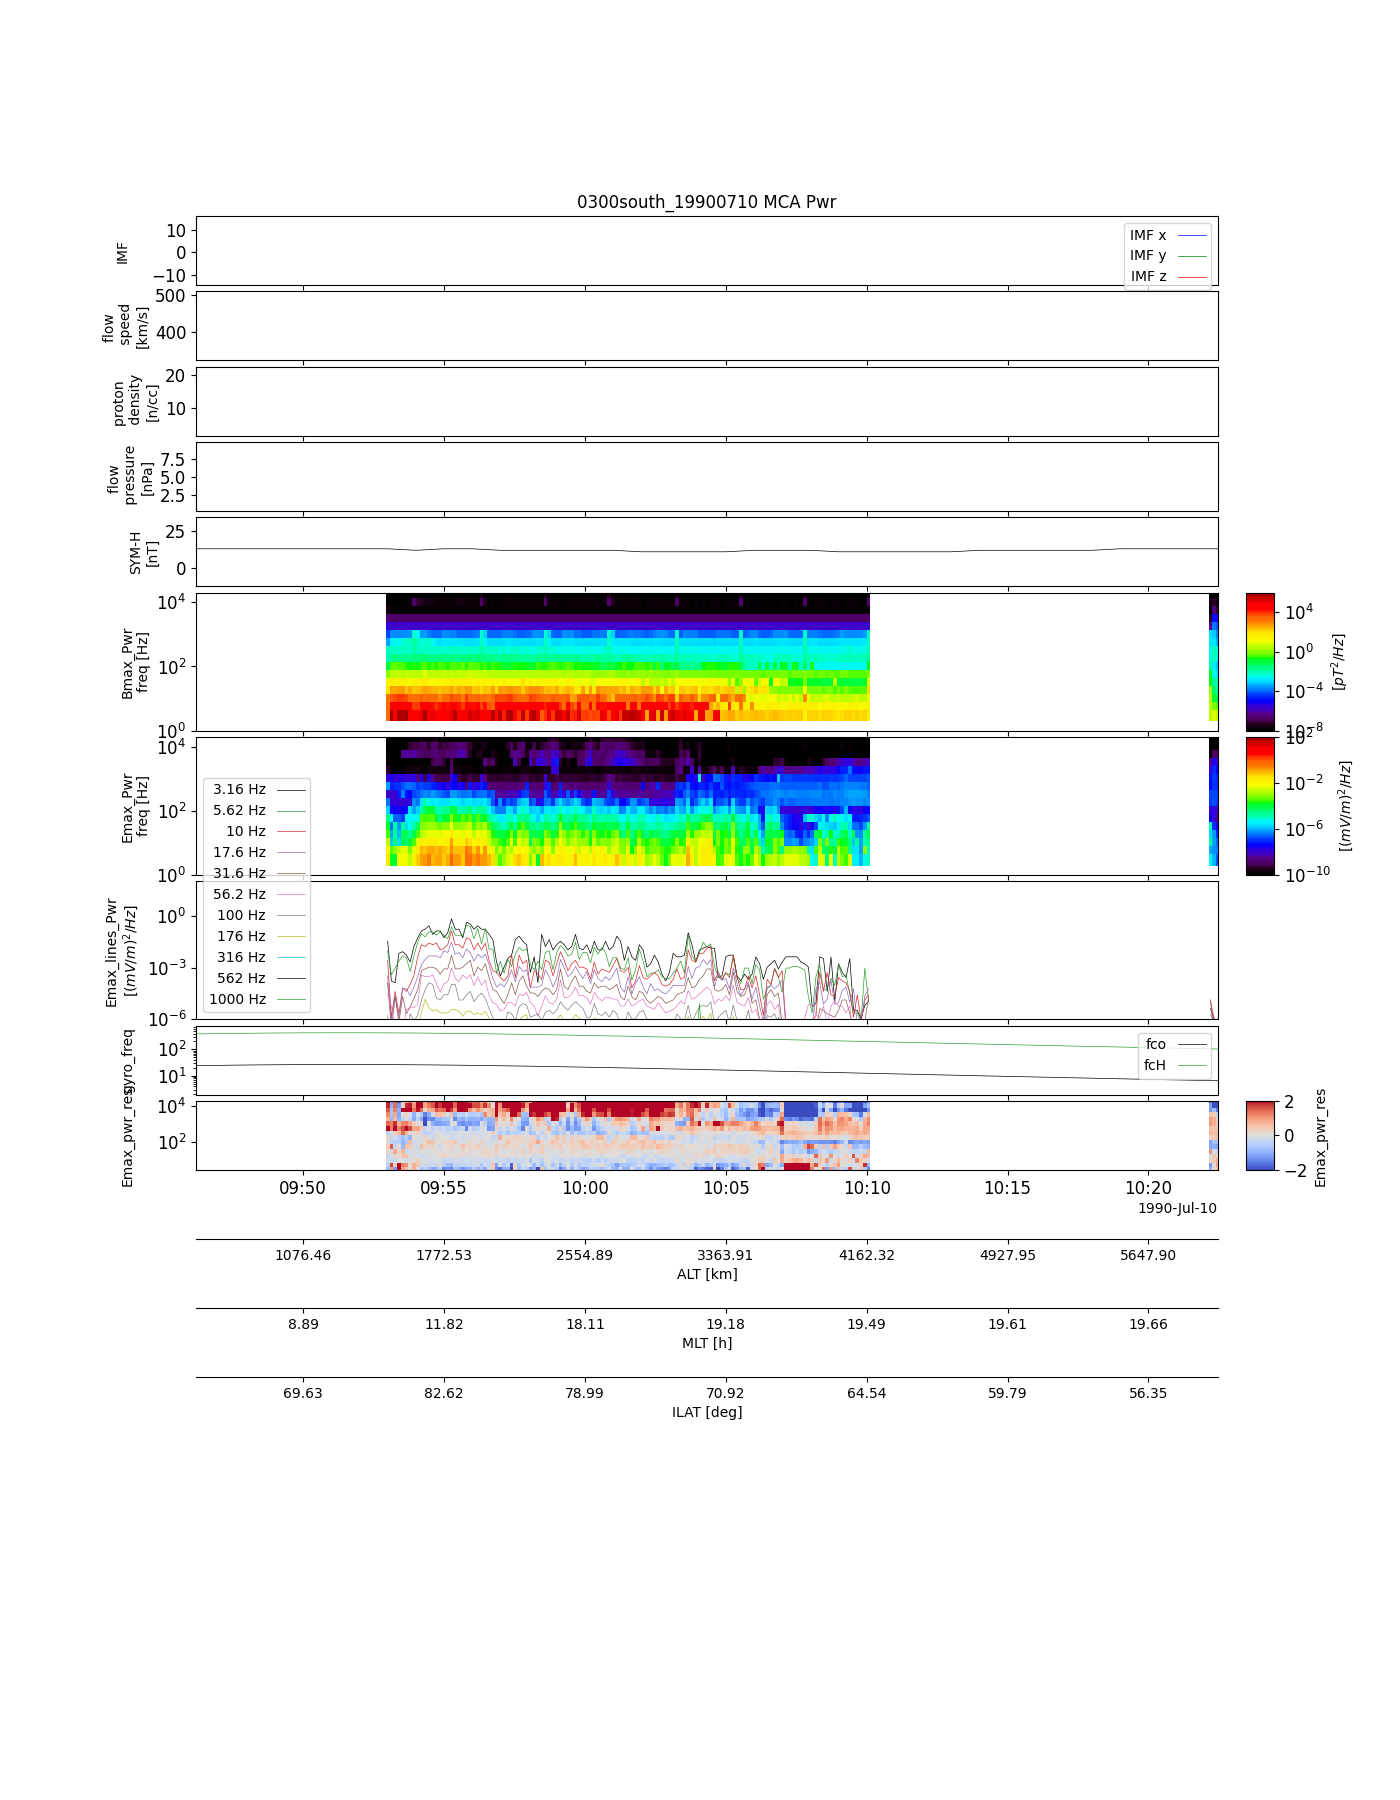 0300south_19900710 MCA Pwr
IMF
10
0
−10
IMF x
IMF y
IMF z
flow
speed
[km/s]
500
400
proton
density
[n/cc]
20
10
flow
pressure
[nPa]
7.5
5.0
2.5
SYM-H
[nT]
25
0
Bmax_Pwr
freq [Hz]
10^4
10^2
10^0
10^4
10^0
10^−4
10^−8
[pT^2/Hz]
Emax_Pwr
freq [Hz]
10^4
10^2
10^0
10^2
10^−2
10^−6
10^−10
[(mV/m)^2/Hz]
3.16 Hz
5.62 Hz
10 Hz
17.6 Hz
31.6 Hz
56.2 Hz
100 Hz
176 Hz
316 Hz
562 Hz
1000 Hz
Emax_lines_Pwr
[(mV/m)^2/Hz]
10^0
10^−3
10^−6
gyro_freq
10^2
10^1
fco
fcH
Emax_pwr_res
10^4
10^2
2
0
−2
Emax_pwr_res
09:50 09:55 10:00 10:05 10:10 10:15 10:20
1990-Jul-10
1076.46 1772.53 2554.89 3363.91 4162.32 4927.95 5647.90
ALT [km]
8.89 11.82 18.11 19.18 19.49 19.61 19.66
MLT [h]
69.63 82.62 78.99 70.92 64.54 59.79 56.35
ILAT [deg]